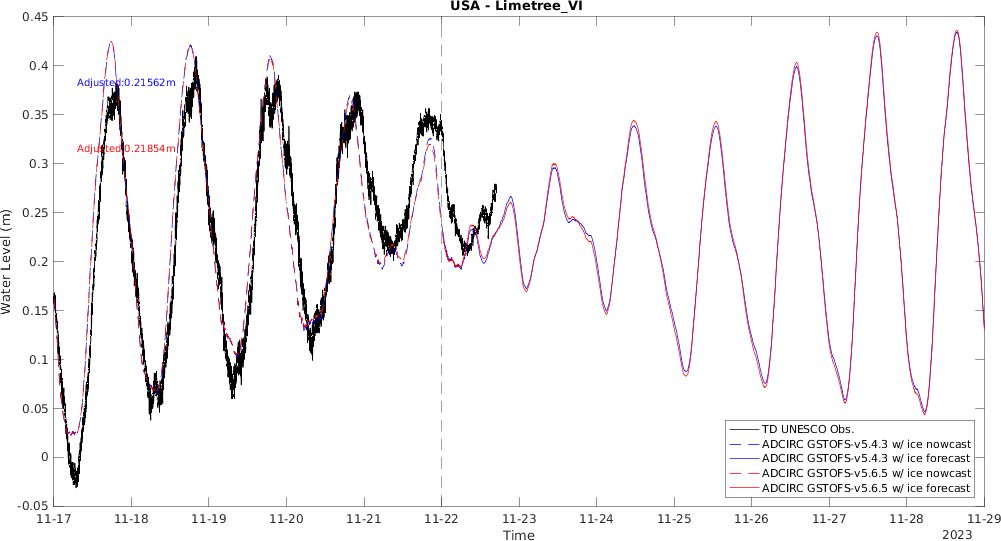 USA - Limetree_VI
Water Level (m)
0.45
0.4
0.35
0.3
0.25
0.2
0.15
0.1
0.05
0
-0.05
Adjusted:0.21562m
Adjusted:0.21854m
TD UNESCO Obs.
ADCIRC GSTOFS-v5.4.3 w/ ice nowcast
ADCIRC GSTOFS-v5.4.3 w/ ice forecast
ADCIRC GSTOFS-v5.6.5 w/ ice nowcast
ADCIRC GSTOFS-v5.6.5 w/ ice forecast
11-17 11-18 11-19 11-20 11-21 11-22 11-23 11-24 11-25 11-26 11-27 11-28 11-29
Time
2023